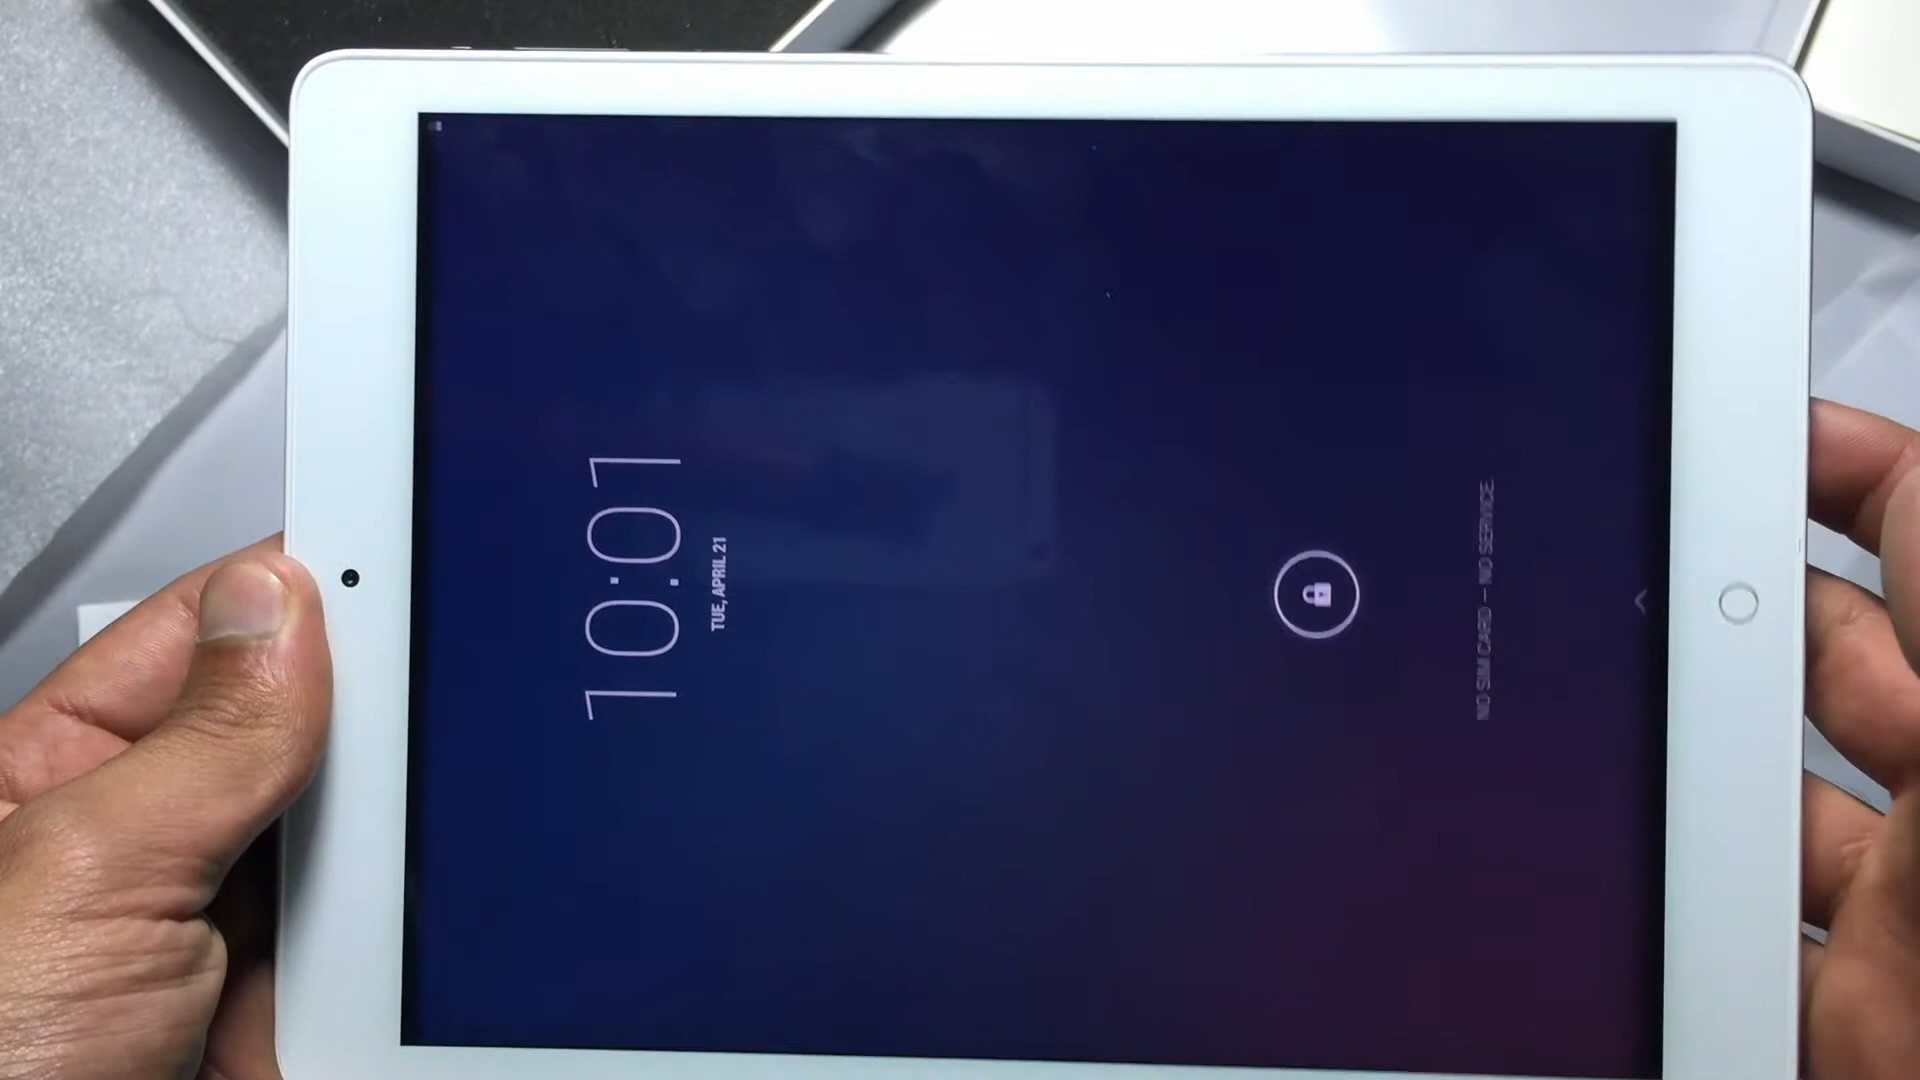 10:01
TUE, APRIL 21
NO SIM CARD — NO SERVICE.